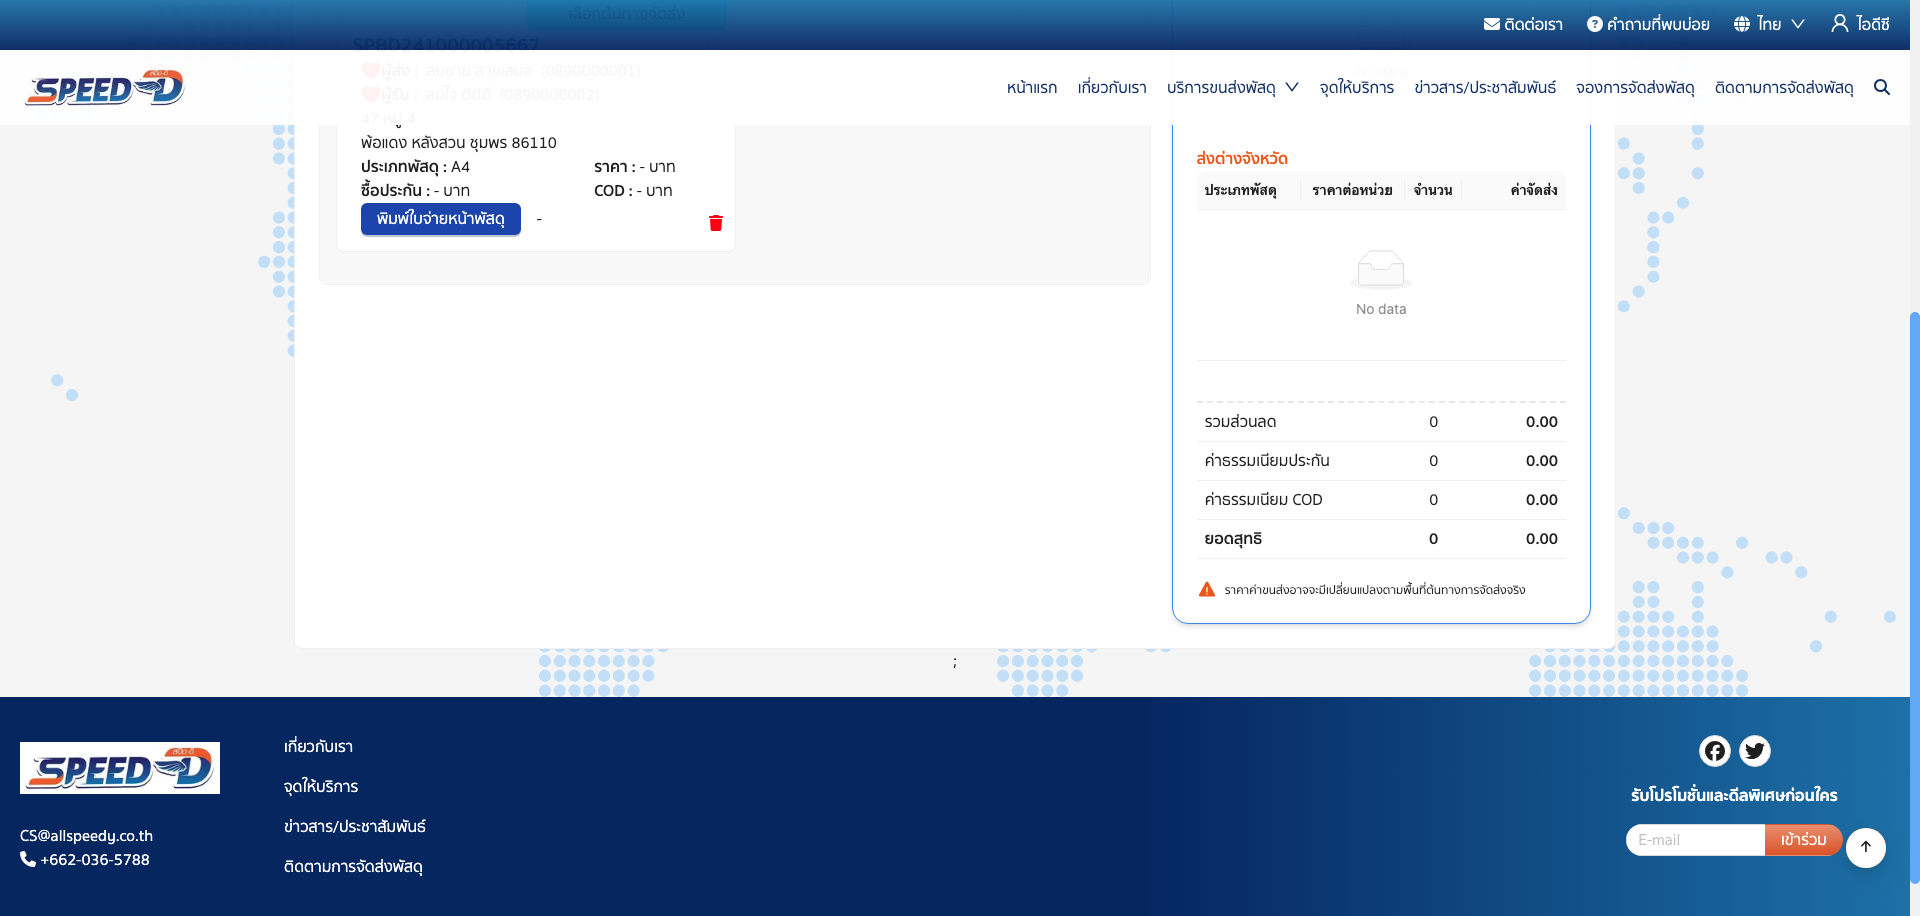 ติดต่อเรา
คำถามที่พบบ่อย
ไทย
ไอดีซี
เลือกต้นทางจัดส่ง
SPBD241000005667
สปีด-ดี
SPEED-D
หน้าแรก
เกี่ยวกับเรา
บริการขนส่งพัสดุ
จุดให้บริการ
ข่าวสาร/ประชาสัมพันธ์
จองการจัดส่งพัสดุ
ติดตามการจัดส่งพัสดุ
ผู้ส่ง : สมชาย สายเสมอ (0890000001)
ผู้รับ : สมใจ ดีดีดี (0890000002)
47 หมู่ 4
พ้อแดง หลังสวน ชุมพร 86110
ประเภทพัสดุ : A4
ราคา : - บาท
ซื้อประกัน : - บาท
COD : - บาท
พิมพ์ใบจ่ายหน้าพัสดุ
-
No data
ส่งต่างจังหวัด
ประเภทพัสดุ ราคาต่อหน่วย จำนวน ค่าจัดส่ง
No data
รวมส่วนลด 0 0.00
ค่าธรรมเนียมประกัน 0 0.00
ค่าธรรมเนียม COD 0 0.00
ยอดสุทธิ 0 0.00
ราคาค่าขนส่งอาจจะมีเปลี่ยนแปลงตามพื้นที่ต้นทางการจัดส่งจริง
;
สปีด-ดี
SPEED-D
CS@allspeedy.co.th
+662-036-5788
เกี่ยวกับเรา
จุดให้บริการ
ข่าวสาร/ประชาสัมพันธ์
ติดตามการจัดส่งพัสดุ
รับโปรโมชั่นและดีลพิเศษก่อนใคร
E-mail
เข้าร่วม